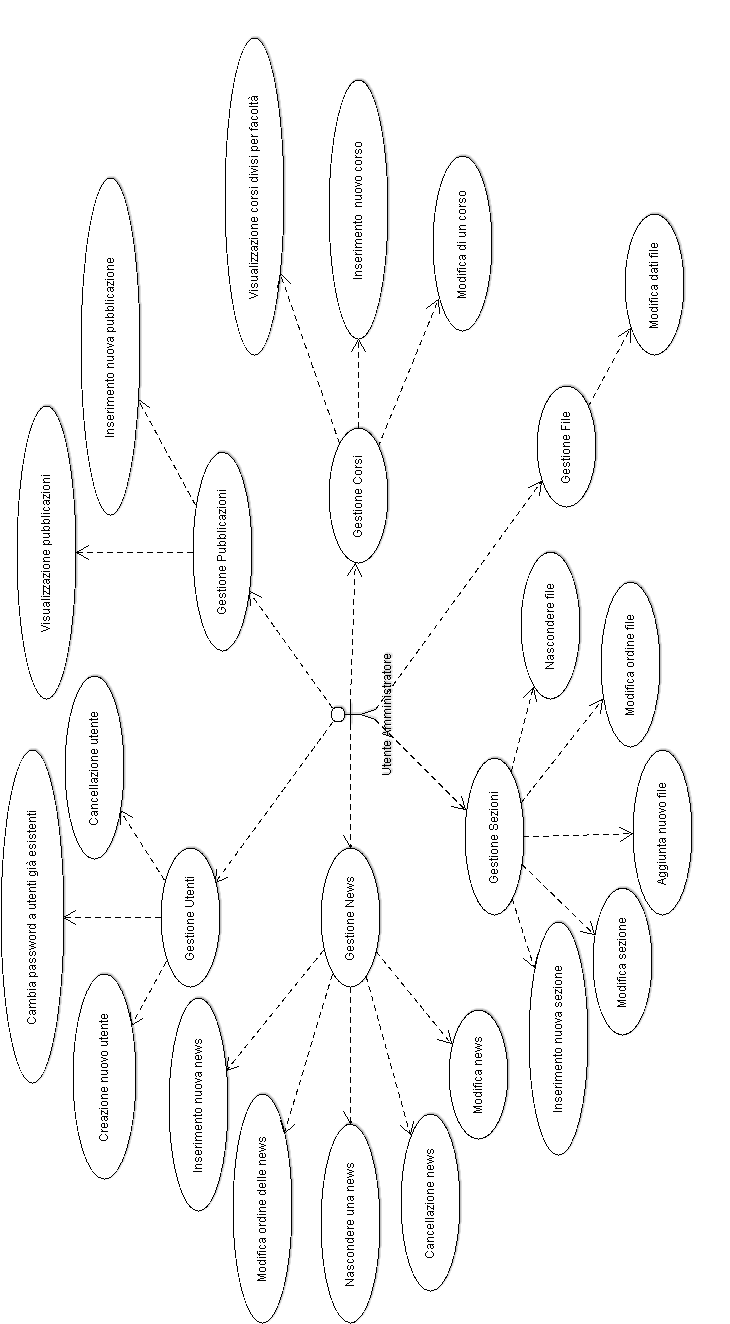 Cambia password a utenti già esistenti
Visualizzazione pubblicazioni
Cancellazione utente
Creazione nuovo utente
Inserimento nuova pubblicazione
Gestione Utenti
Inserimento nuova news
Gestione Pubblicazioni
Visualizzazione corsi divisi per facoltà
Modifica ordine delle news
Gestione News
Nascondere una news
Gestione Corsi
Inserimento nuovo corso
Utente Amministratore
Cancellazione news
Modifica di un corso
Modifica news
Gestione Sezioni
Nascondere file
Inserimento nuova sezione
Gestione File
Modifica sezione
Modifica ordine file
Modifica dati file
Aggiunta nuovo file